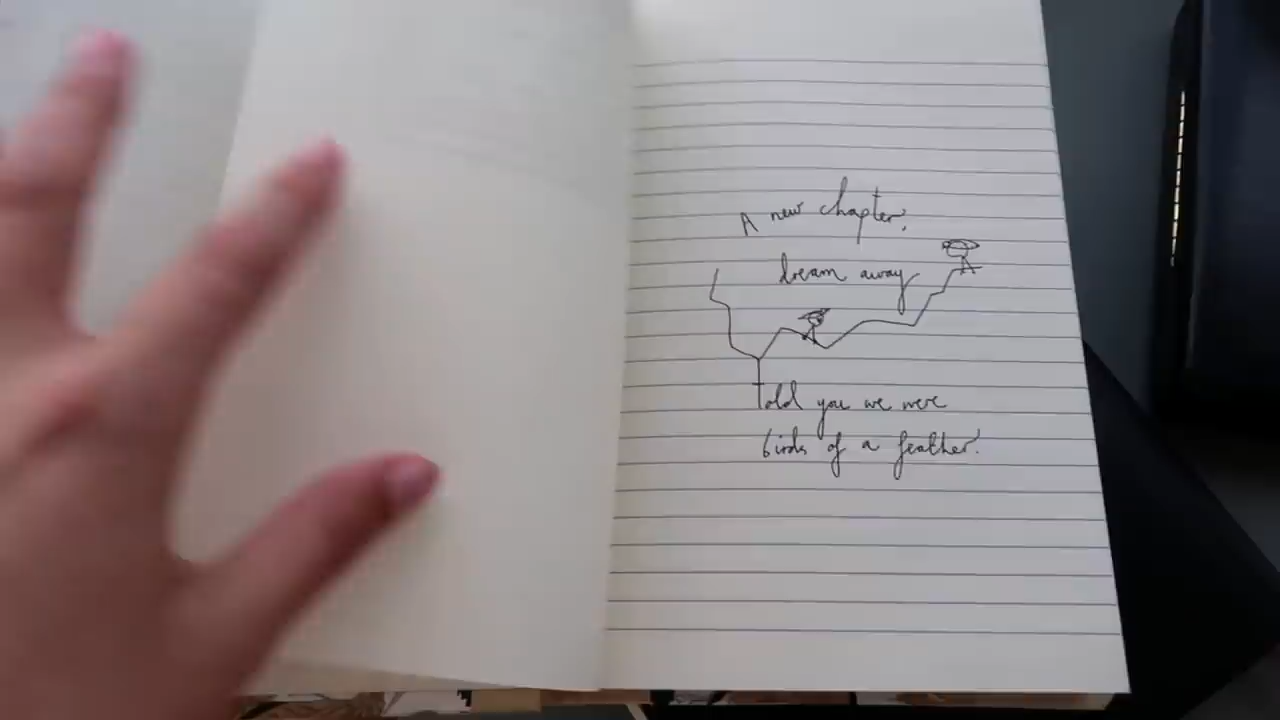 A new chapter,
dream away
told you we were
birds of a feather.